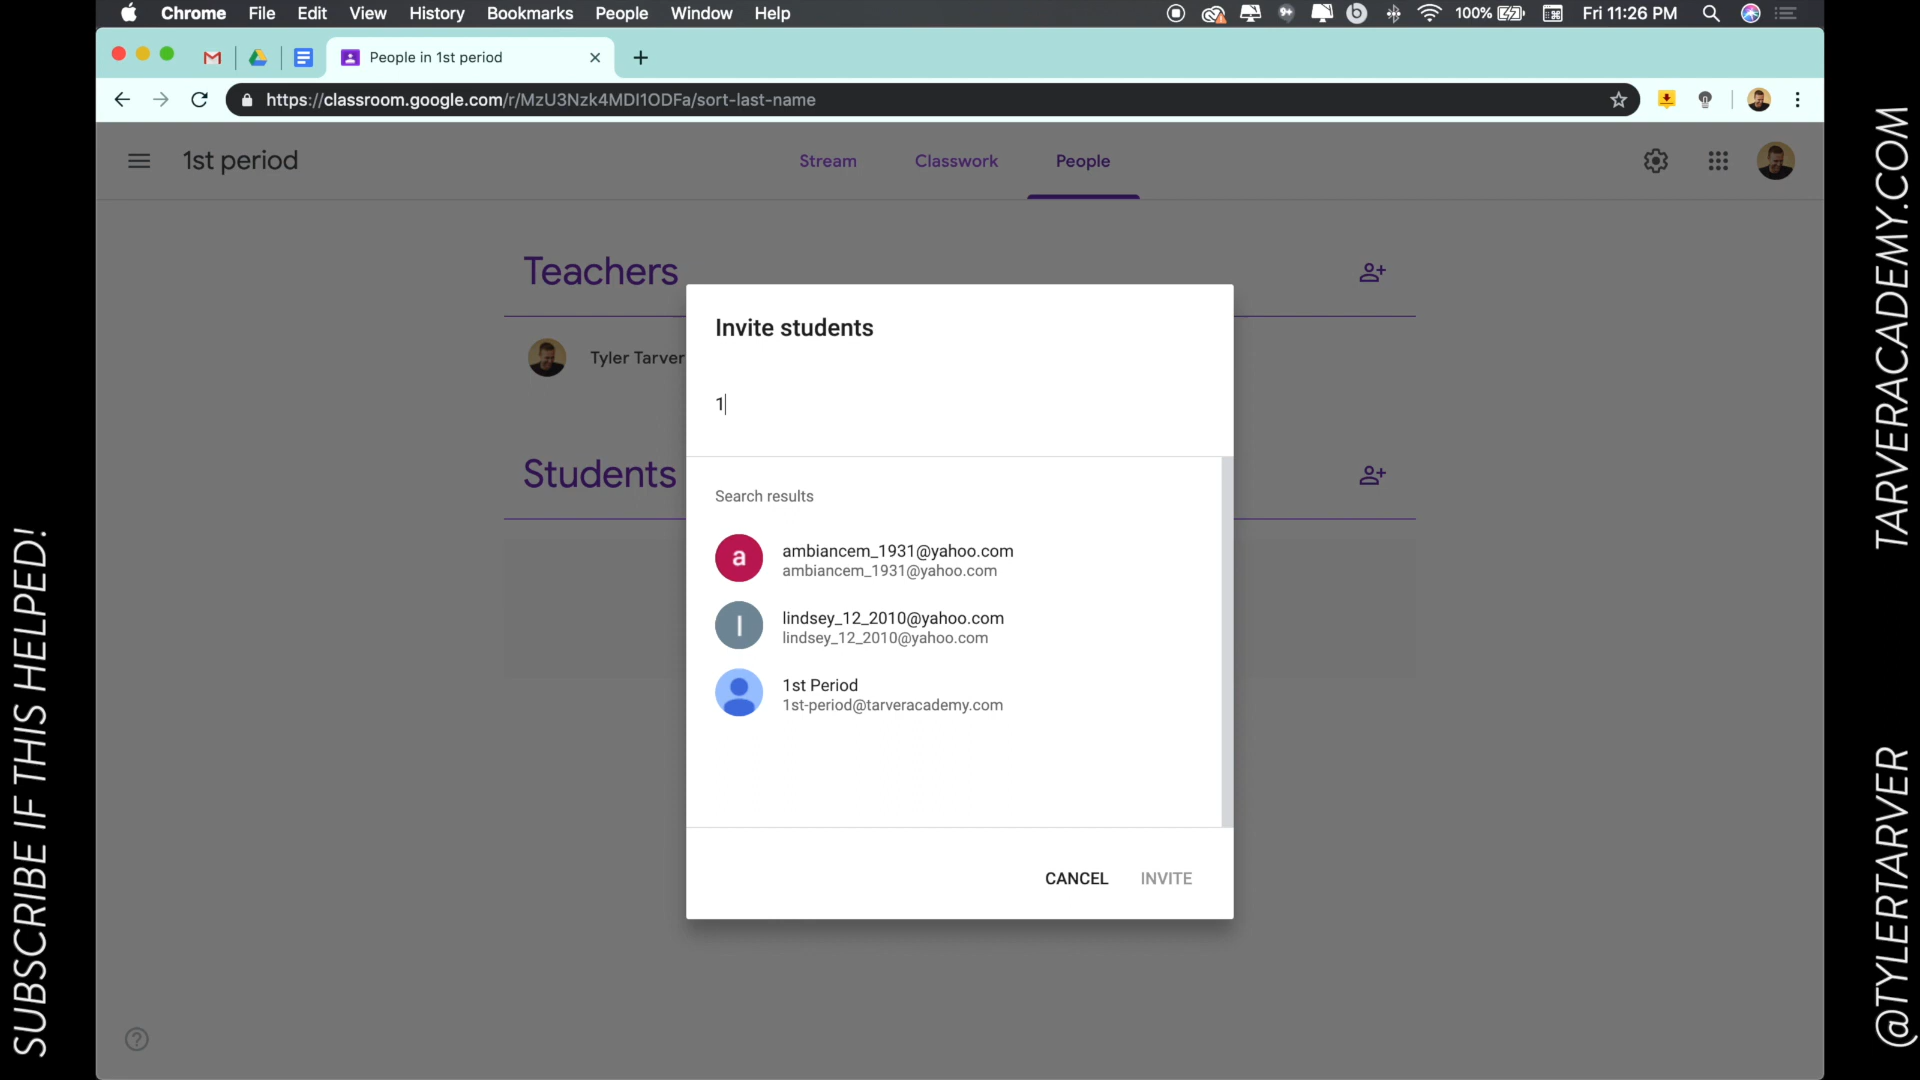 Chrome File Edit View History Bookmarks People Window Help
100% Fri 11:26 PM
People in 1st period
https://classroom.google.com/r/MzU3Nzk4MDI1ODFa/sort-last-name
1st period
Stream Classwork People
Teachers
Tyler Tarver
Students
Invite students
1
Search results
a
ambiancem_1931@yahoo.com
ambiancem_1931@yahoo.com
l
lindsey_12_2010@yahoo.com
lindsey_12_2010@yahoo.com
1st Period
1st-period@tarveracademy.com
CANCEL INVITE
SUBSCRIBE IF THIS HELPED!
TARVERACADEMY.COM
@TYLERTARVER